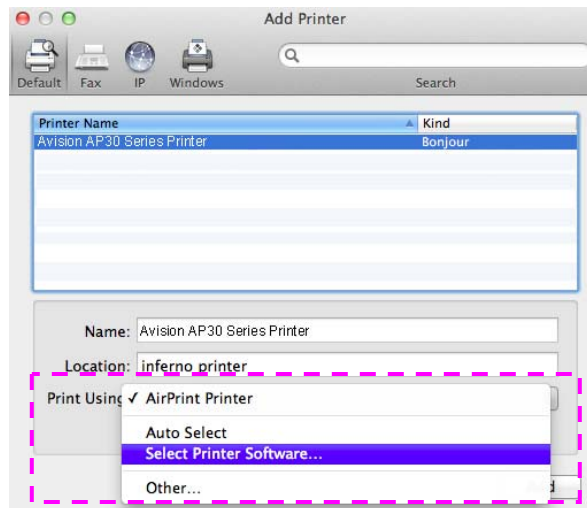 Add Printer
Default Fax IP Windows Search
Printer Name Kind
Avision AP30 Series Printer Bonjour
Name: Avision AP30 Series Printer
Location: inferno printer
Print Using ✓ AirPrint Printer
Auto Select
Select Printer Software...
Other...